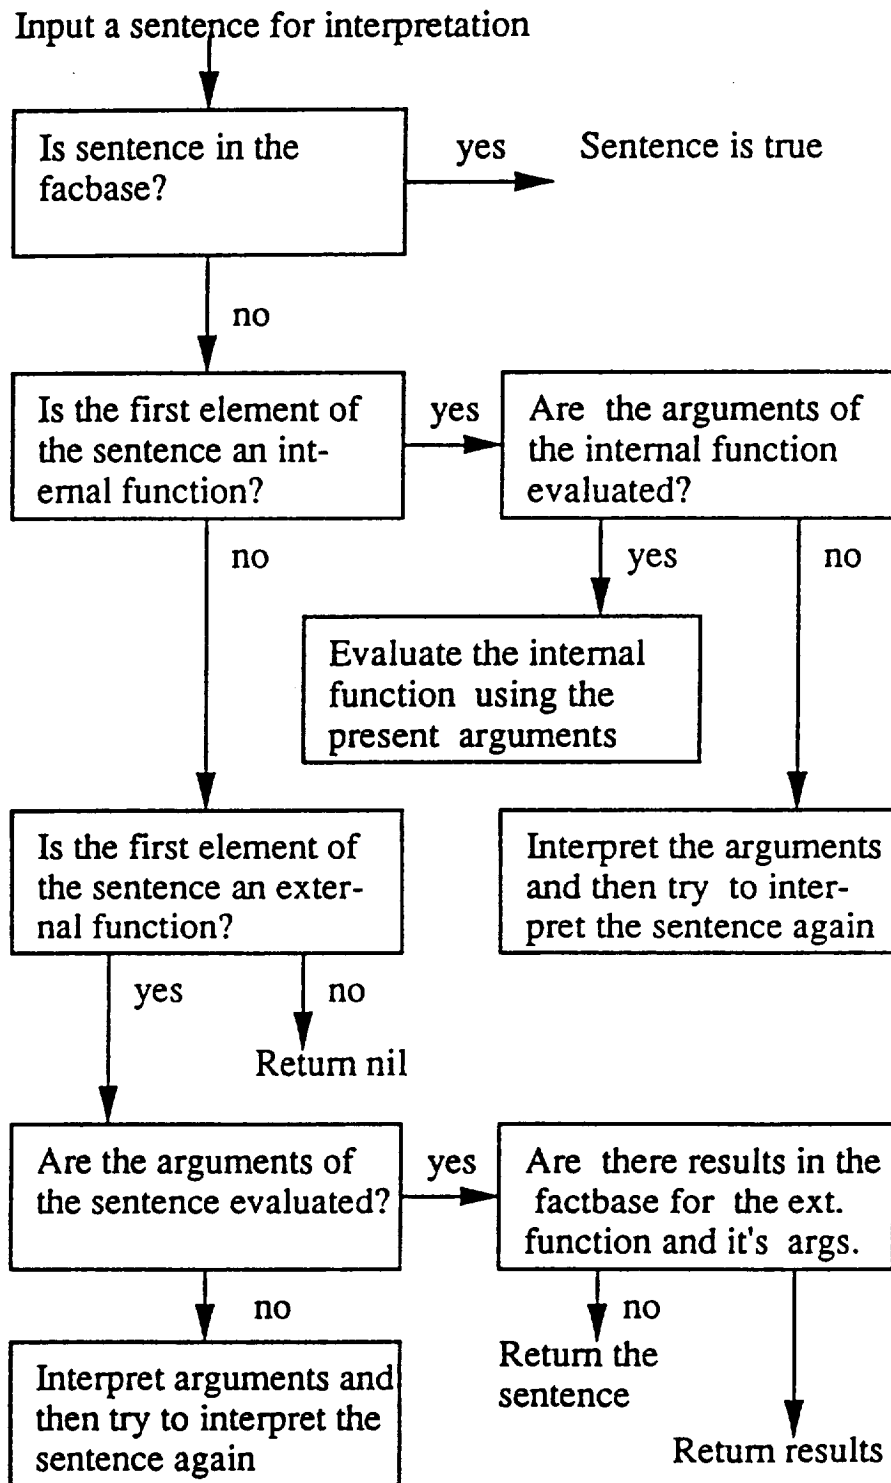 Input a sentence for interpretation
Is sentence in the
facbase?
yes
Sentence is true
no
Is the first element of
the sentence an int-
ernal function?
yes
Are the arguments of
the internal function
evaluated?
no
yes
no
Evaluate the internal
function using the
present arguments
Is the first element of
the sentence an exter-
nal function?
Interpret the arguments
and then try to inter-
pret the sentence again
yes
no
Return nil
Are the arguments of
the sentence evaluated?
yes
Are there results in the
factbase for the ext.
function and it's args.
no
no
Return the
sentence
Interpret arguments and
then try to interpret the
sentence again
Return results